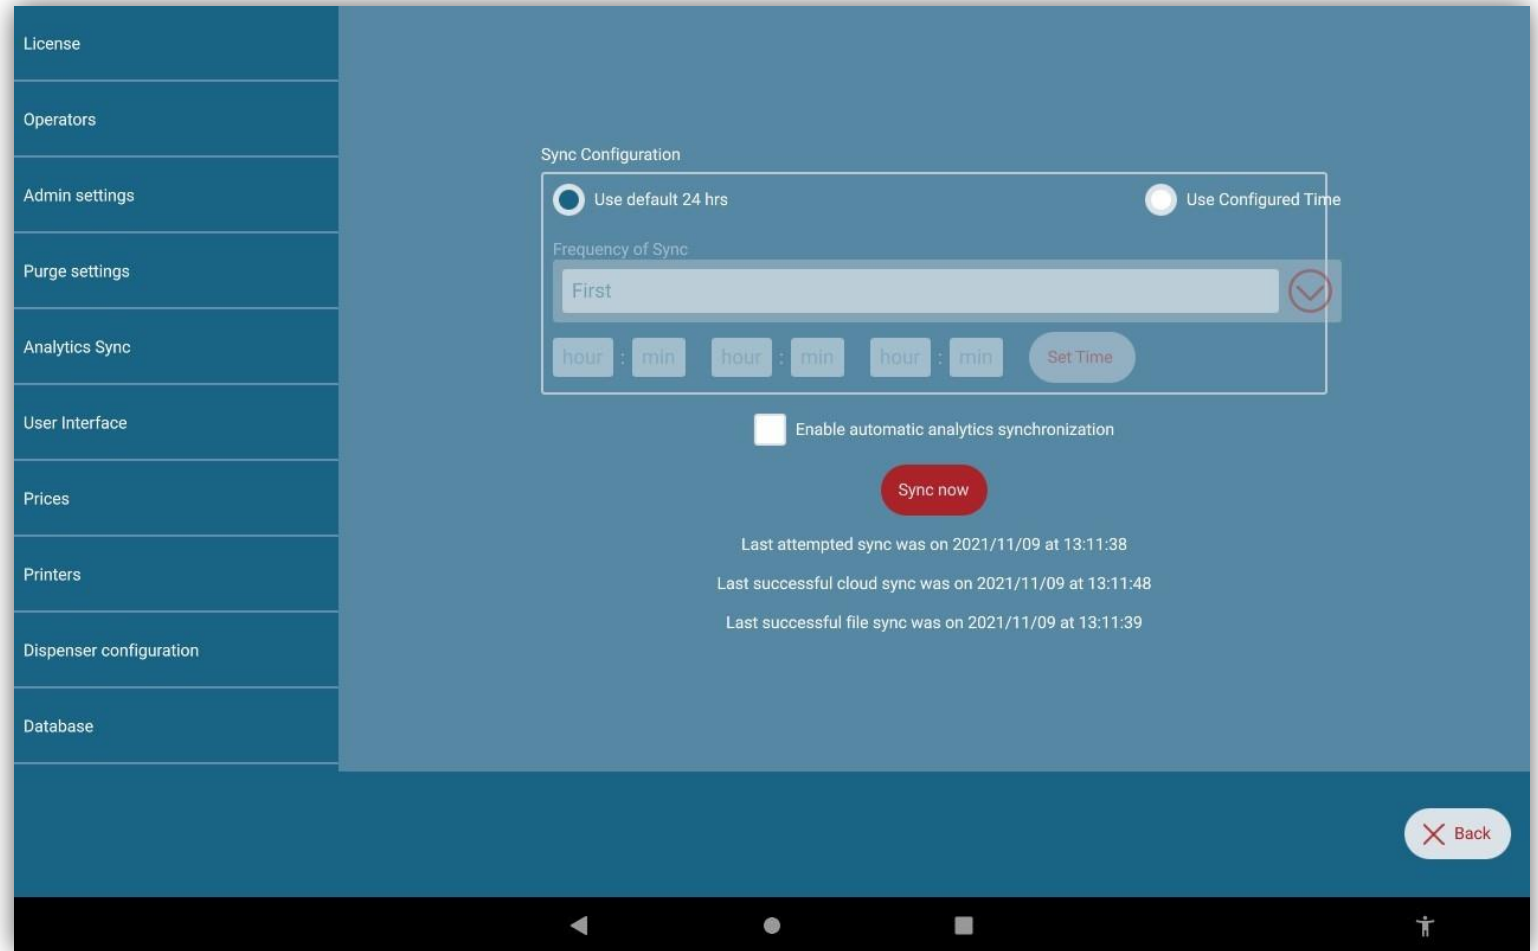 License
Operators
Admin settings
Purge settings
Analytics Sync
User Interface
Prices
Printers
Dispenser configuration
Database
Sync Configuration
Use default 24 hrs Use Configured Time
Frequency of Sync
First
hour : min hour : min hour : min Set Time
Enable automatic analytics synchronization
Sync now
Last attempted sync was on 2021/11/09 at 13:11:38
Last successful cloud sync was on 2021/11/09 at 13:11:48
Last successful file sync was on 2021/11/09 at 13:11:39
Back